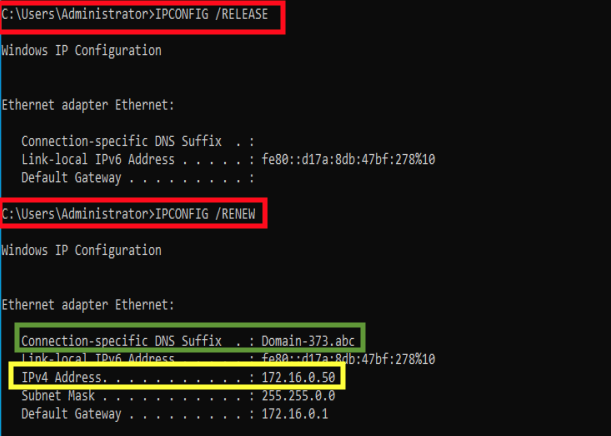 C:\Users\Administrator>IPCONFIG /RELEASE
Windows IP Configuration
Ethernet adapter Ethernet:
Connection-specific DNS Suffix . :
Link-local IPv6 Address . . . . . : fe80::d17a:8db:47bf:278%10
Default Gateway . . . . . . . . . :
C:\Users\Administrator>IPCONFIG /RENEW
Windows IP Configuration
Ethernet adapter Ethernet:
Connection-specific DNS Suffix . : Domain-373.abc
Link-local IPv6 Address . . . . . : fe80::d17a:8db:47bf:278%10
IPv4 Address. . . . . . . . . . . : 172.16.0.50
Subnet Mask . . . . . . . . . . . : 255.255.0.0
Default Gateway . . . . . . . . . : 172.16.0.1